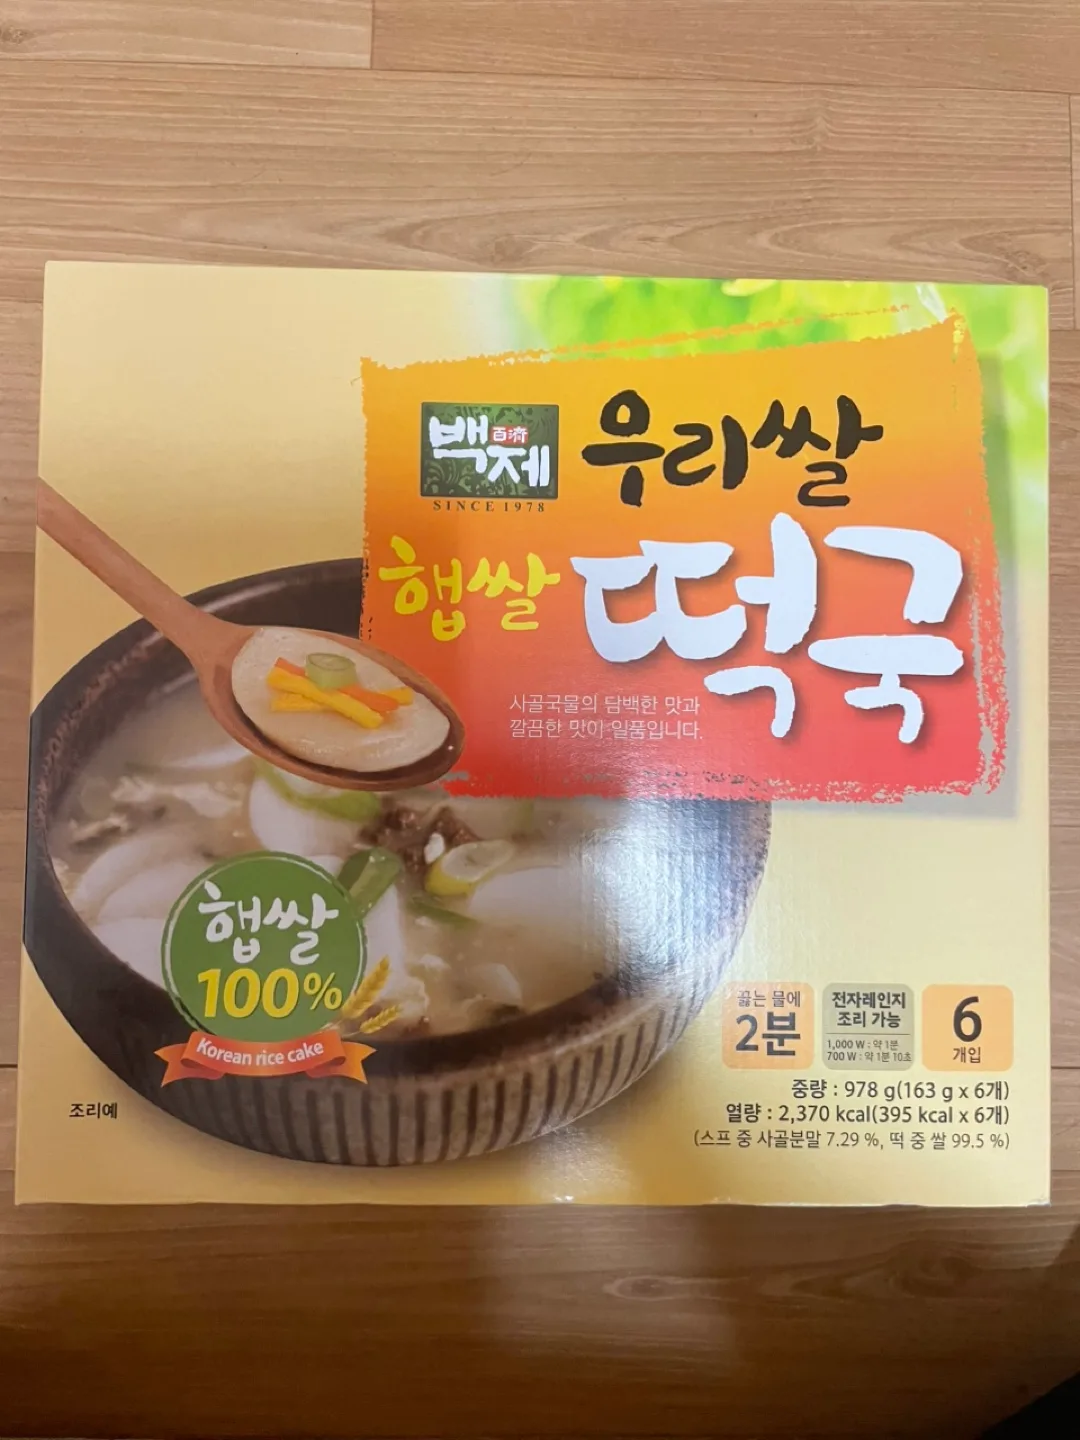 백제
百濟
SINCE 1978
우리쌀
햅쌀
떡국
사골국물의 담백한 맛과
깔끔한 맛이 일품입니다.
햅쌀
100%
Korean rice cake
조리예
끓는 물에
2분
전자레인지
조리 가능
1,000 W : 약 1분
700 W : 약 1분 10초
6
개입
중량 : 978 g(163 g x 6개)
열량 : 2,370 kcal(395 kcal x 6개)
(스프 중 사골분말 7.29 %, 떡 중 쌀 99.5 %)